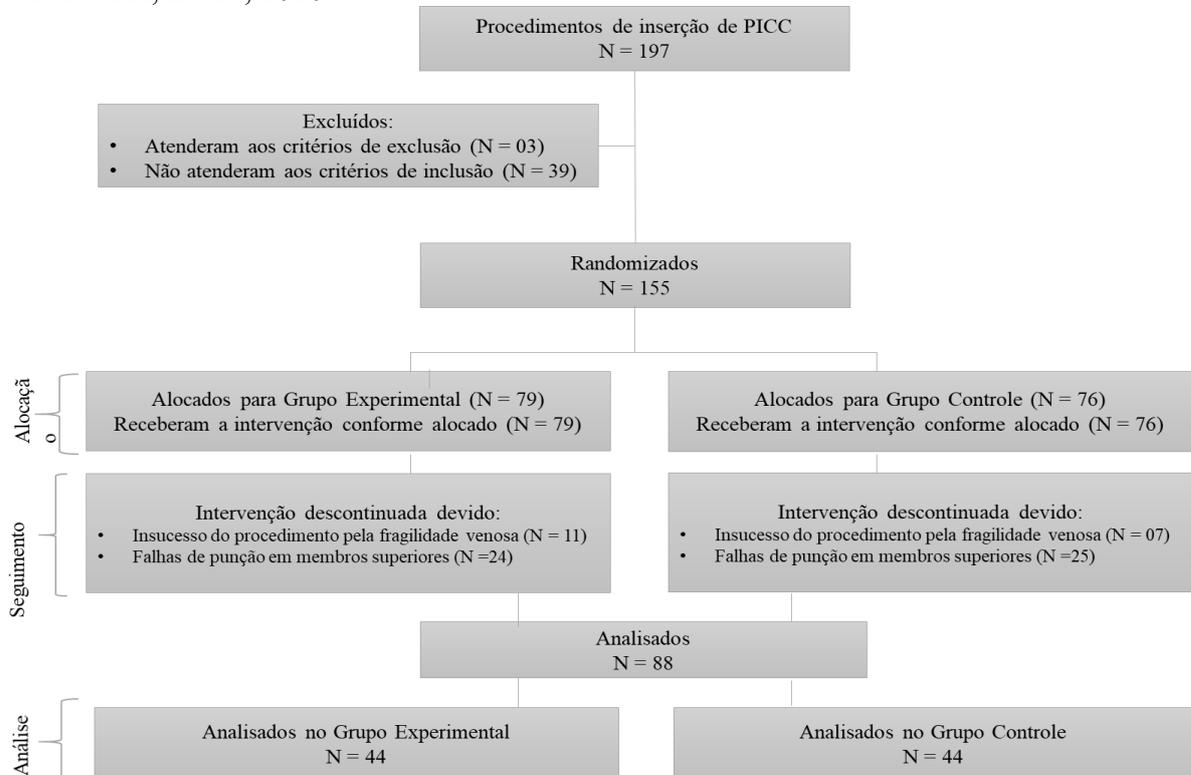 Procedimentos de inserção de PICC
N = 197
Excluídos:
• Atenderam aos critérios de exclusão (N = 03)
• Não atenderam aos critérios de inclusão (N = 39)
Randomizados
N = 155
Alocaçã
o
Alocados para Grupo Experimental (N = 79)
Receberam a intervenção conforme alocado (N = 79)
Alocados para Grupo Controle (N = 76)
Receberam a intervenção conforme alocado (N = 76)
Seguimento
Intervenção descontinuada devido:
• Insucesso do procedimento pela fragilidade venosa (N = 11)
• Falhas de punção em membros superiores (N =24)
Intervenção descontinuada devido:
• Insucesso do procedimento pela fragilidade venosa (N = 07)
• Falhas de punção em membros superiores (N =25)
Analisados
N = 88
Análise
Analisados no Grupo Experimental
N = 44
Analisados no Grupo Controle
N = 44